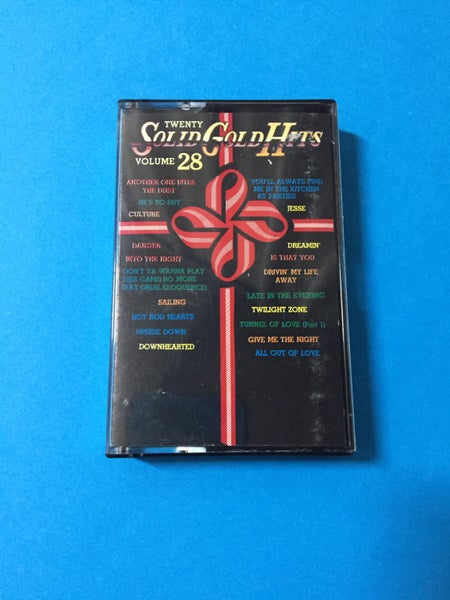 TWENTY
SOLID GOLD HITS
VOLUME 28
ANOTHER ONE BITES
THE DUST
HE'S SO SHY
CULTURE
DANGER
INTO THE NIGHT
DON'T YA WANNA PLAY
THIS GAME NO MORE
(SARTORIAL ELOQUENCE)
SAILING
HOT ROD HEARTS
UPSIDE DOWN
DOWNHEARTED
YOU'LL ALWAYS FIND
ME IN THE KITCHEN
AT PARTIES
JESSE
DREAMIN'
IS THAT YOU
DRIVIN' MY LIFE
AWAY
LATE IN THE EVENING
TWILIGHT ZONE
TUNNEL OF LOVE (Part 1)
GIVE ME THE NIGHT
ALL OUT OF LOVE